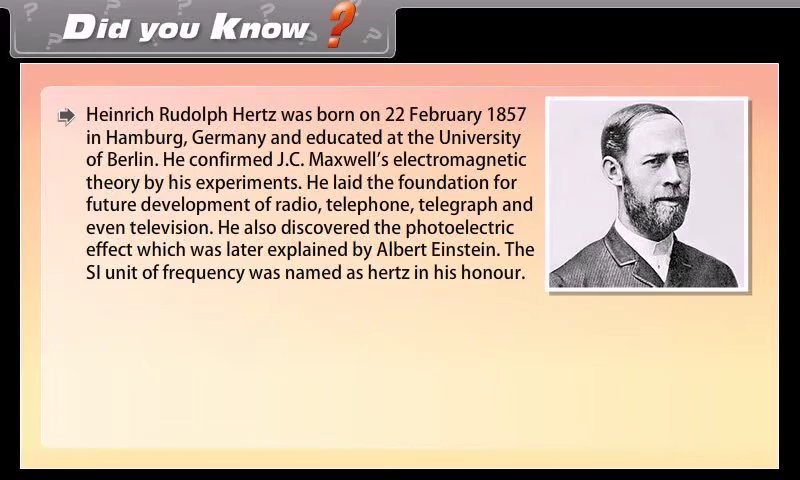 Did you Know ?
Heinrich Rudolph Hertz was born on 22 February 1857
in Hamburg, Germany and educated at the University
of Berlin. He confirmed J.C. Maxwell's electromagnetic
theory by his experiments. He laid the foundation for
future development of radio, telephone, telegraph and
even television. He also discovered the photoelectric
effect which was later explained by Albert Einstein. The
SI unit of frequency was named as hertz in his honour.